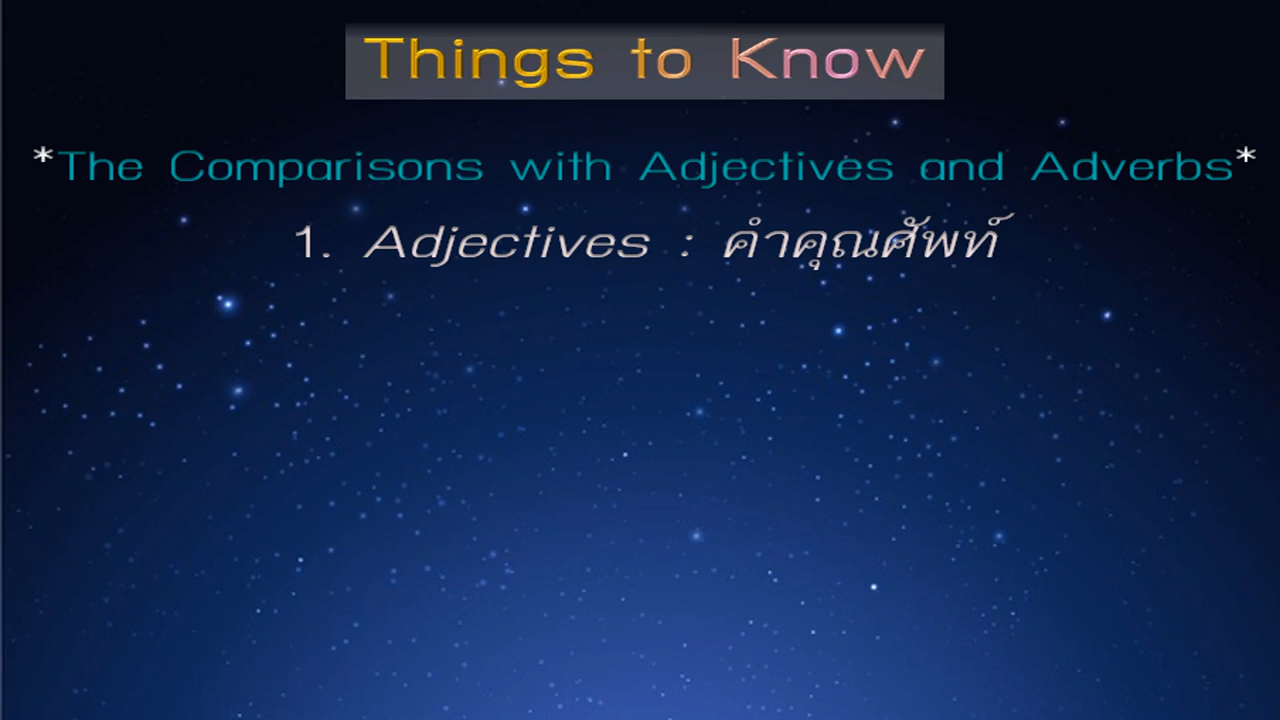 Things to Know
*The Comparisons with Adjectives and Adverbs*
1. Adjectives : คำคุณศัพท์